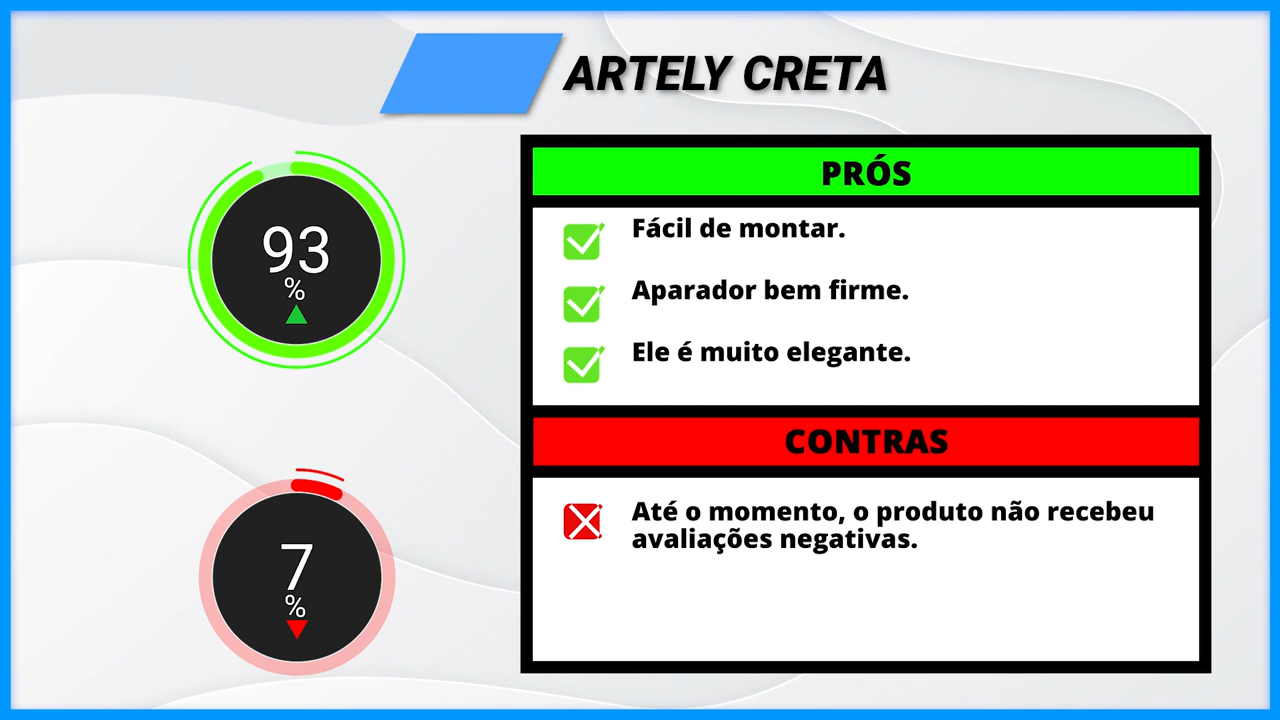 ARTELY CRETA
93
%
7
%
PRÓS
Fácil de montar.
Aparador bem firme.
Ele é muito elegante.
CONTRAS
Até o momento, o produto não recebeu
avaliações negativas.